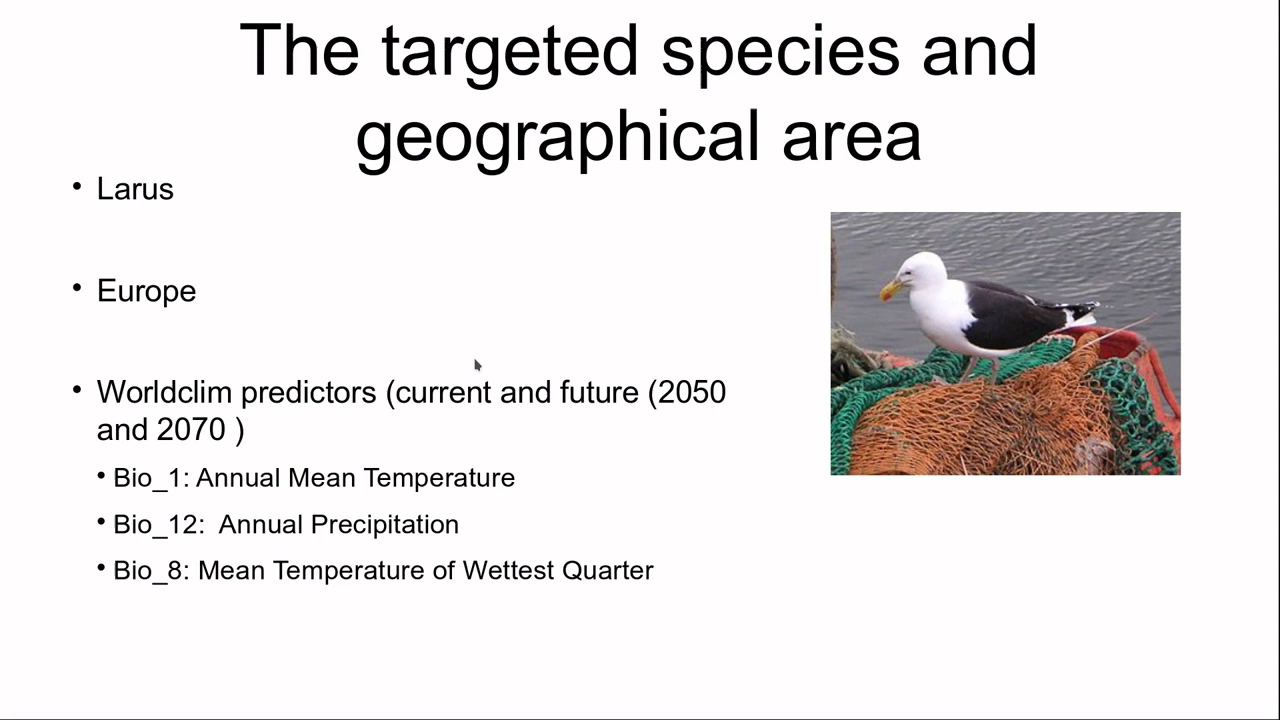 The targeted species and
geographical area
• Larus
• Europe
• Worldclim predictors (current and future (2050
and 2070 )
• Bio_1: Annual Mean Temperature
• Bio_12:  Annual Precipitation
• Bio_8: Mean Temperature of Wettest Quarter